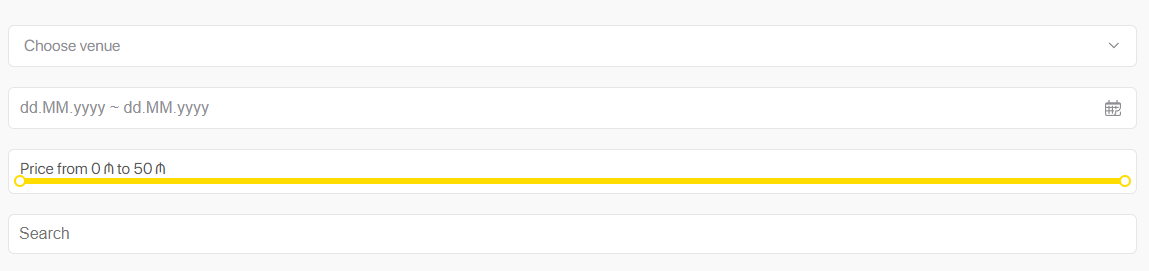 Choose venue
dd.MM.yyyy ~ dd.MM.yyyy
Price from 0 ₼ to 50 ₼
Search